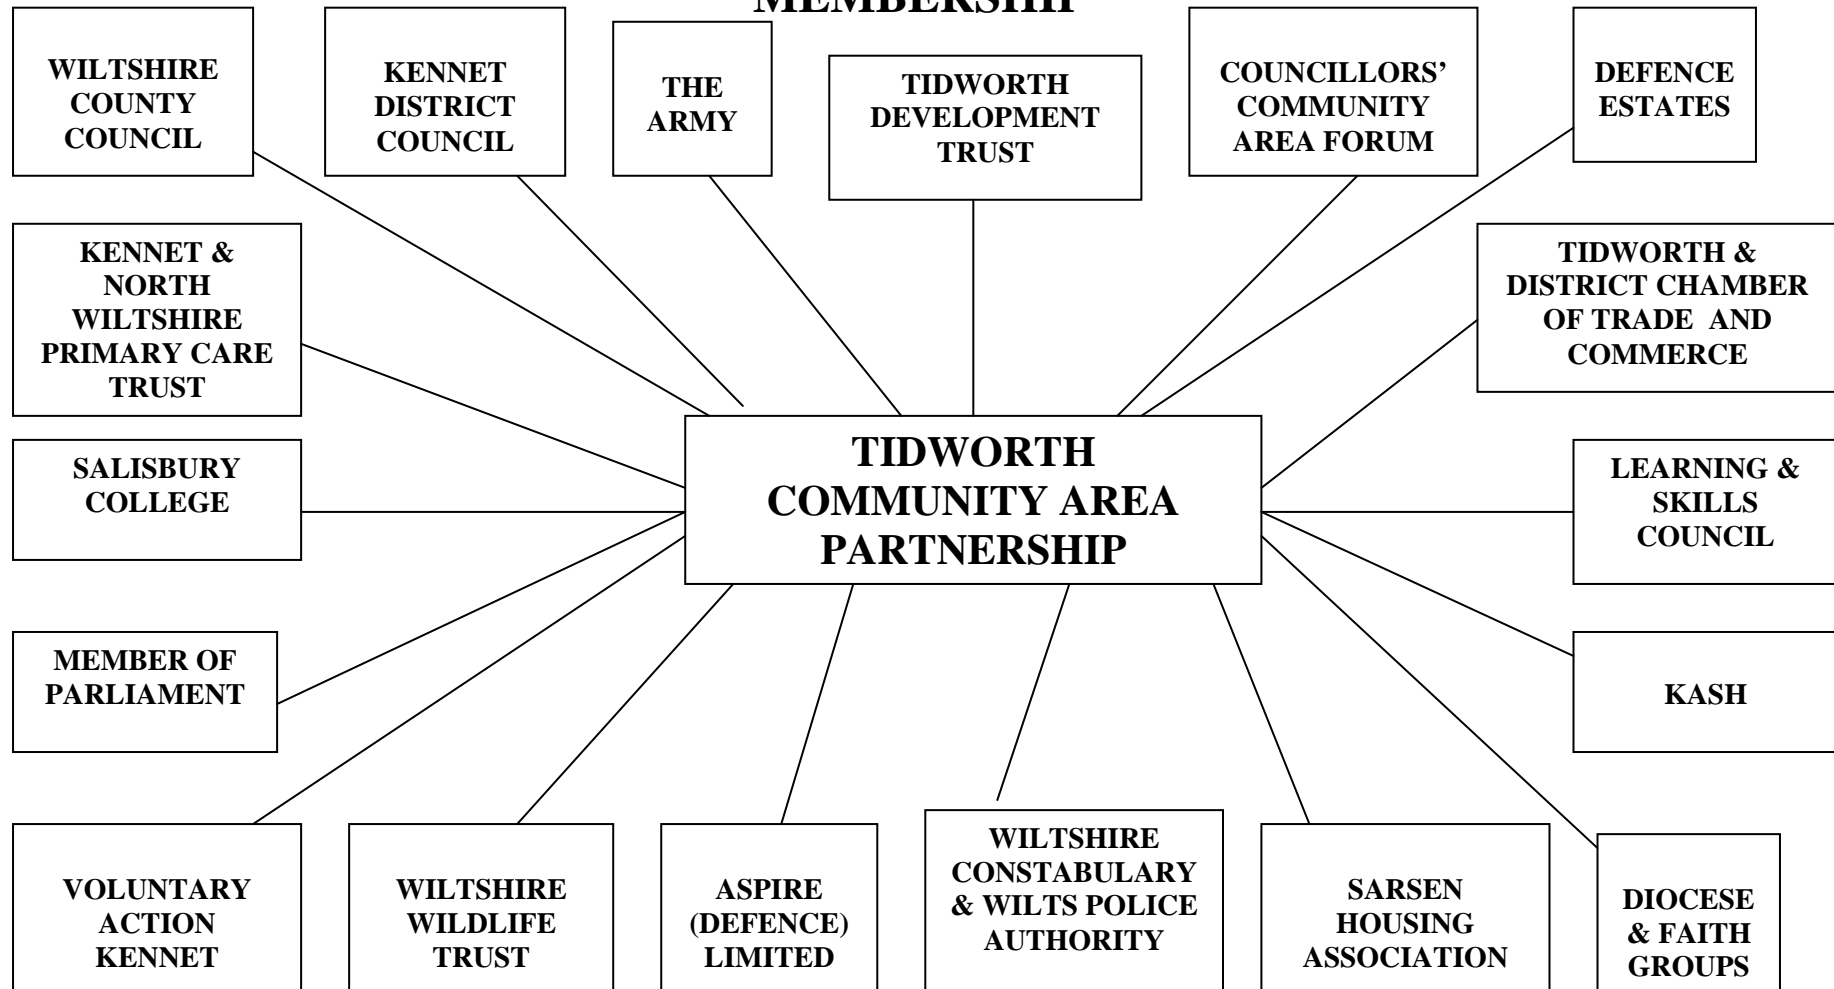 MEMBERSHIP
WILTSHIRE
COUNTY
COUNCIL
KENNET
DISTRICT
COUNCIL
THE
ARMY
TIDWORTH
DEVELOPMENT
TRUST
COUNCILLORS’
COMMUNITY
AREA FORUM
DEFENCE
ESTATES
KENNET &
NORTH
WILTSHIRE
PRIMARY CARE
TRUST
TIDWORTH &
DISTRICT CHAMBER
OF TRADE AND
COMMERCE
SALISBURY
COLLEGE
TIDWORTH
COMMUNITY AREA
PARTNERSHIP
LEARNING &
SKILLS
COUNCIL
MEMBER OF
PARLIAMENT
KASH
VOLUNTARY
ACTION
KENNET
WILTSHIRE
WILDLIFE
TRUST
ASPIRE
(DEFENCE)
LIMITED
WILTSHIRE
CONSTABULARY
& WILTS POLICE
AUTHORITY
SARSEN
HOUSING
ASSOCIATION
DIOCESE
& FAITH
GROUPS